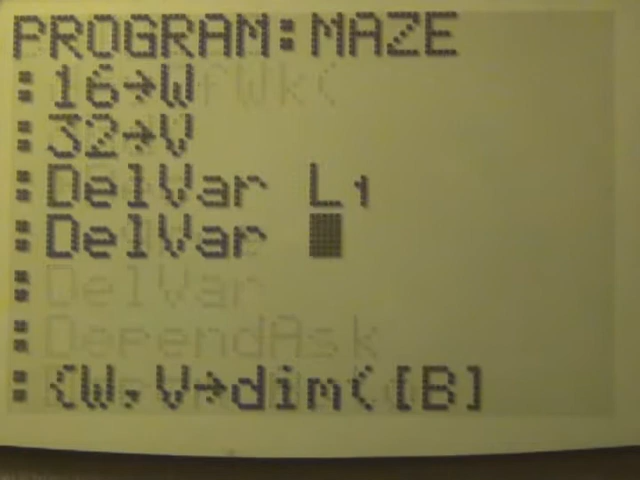 PROGRAM:MAZE
:16→W
:32→V
:DelVar L₁
:DelVar
:
:
:{W,V→dim([B]